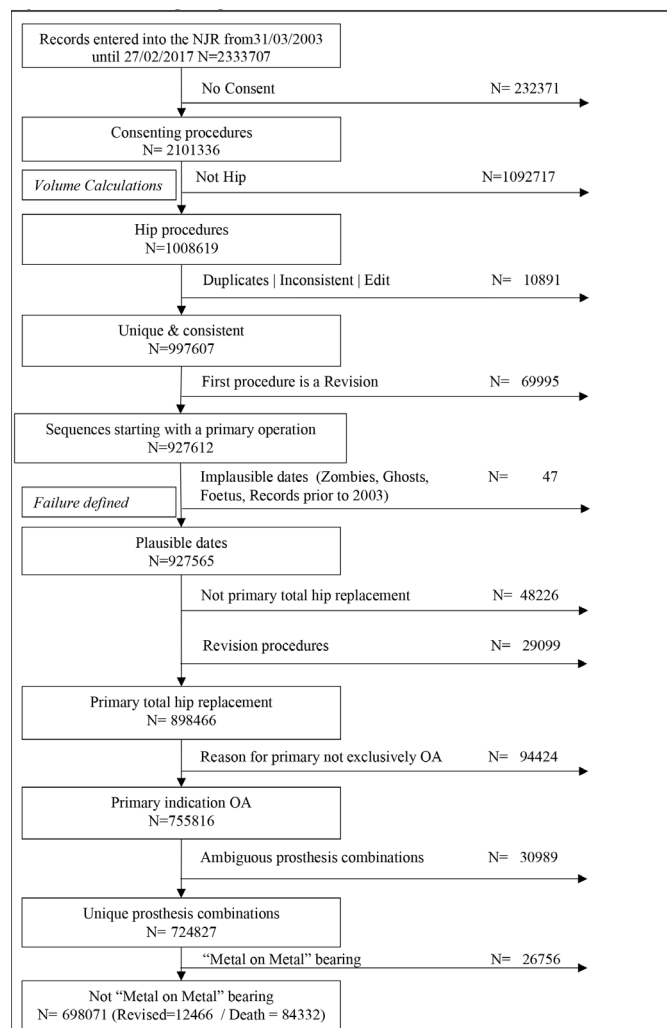 Records entered into the NJR from31/03/2003
until 27/02/2017 N=2333707
No Consent N= 232371
Consenting procedures
N= 2101336
Volume Calculations
Not Hip N=1092717
Hip procedures
N=1008619
Duplicates | Inconsistent | Edit N= 10891
Unique & consistent
N=997607
First procedure is a Revision N= 69995
Sequences starting with a primary operation
N=927612
Implausible dates (Zombies, Ghosts, N= 47
Foetus, Records prior to 2003)
Failure defined
Plausible dates
N=927565
Not primary total hip replacement N= 48226
Revision procedures N= 29099
Primary total hip replacement
N= 898466
Reason for primary not exclusively OA N= 94424
Primary indication OA
N=755816
Ambiguous prosthesis combinations N= 30989
Unique prosthesis combinations
N= 724827
“Metal on Metal” bearing N= 26756
Not “Metal on Metal” bearing
N= 698071 (Revised=12466 / Death = 84332)